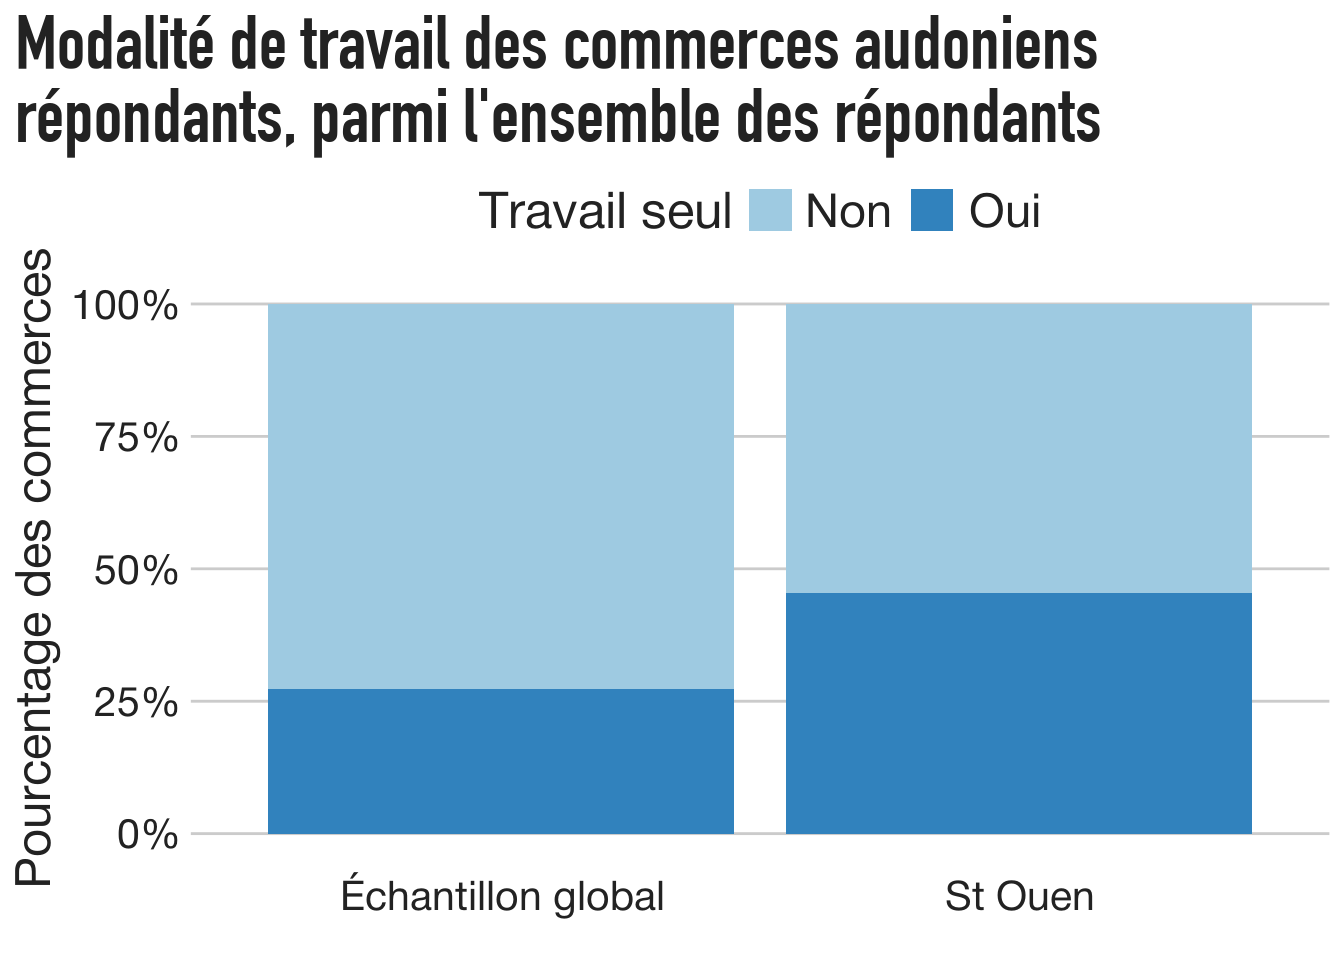 Modalité de travail des commerces audoniens
répondants, parmi l'ensemble des répondants
Travail seul Non Oui
Pourcentage des commerces
100%
75%
50%
25%
0%
Échantillon global St Ouen